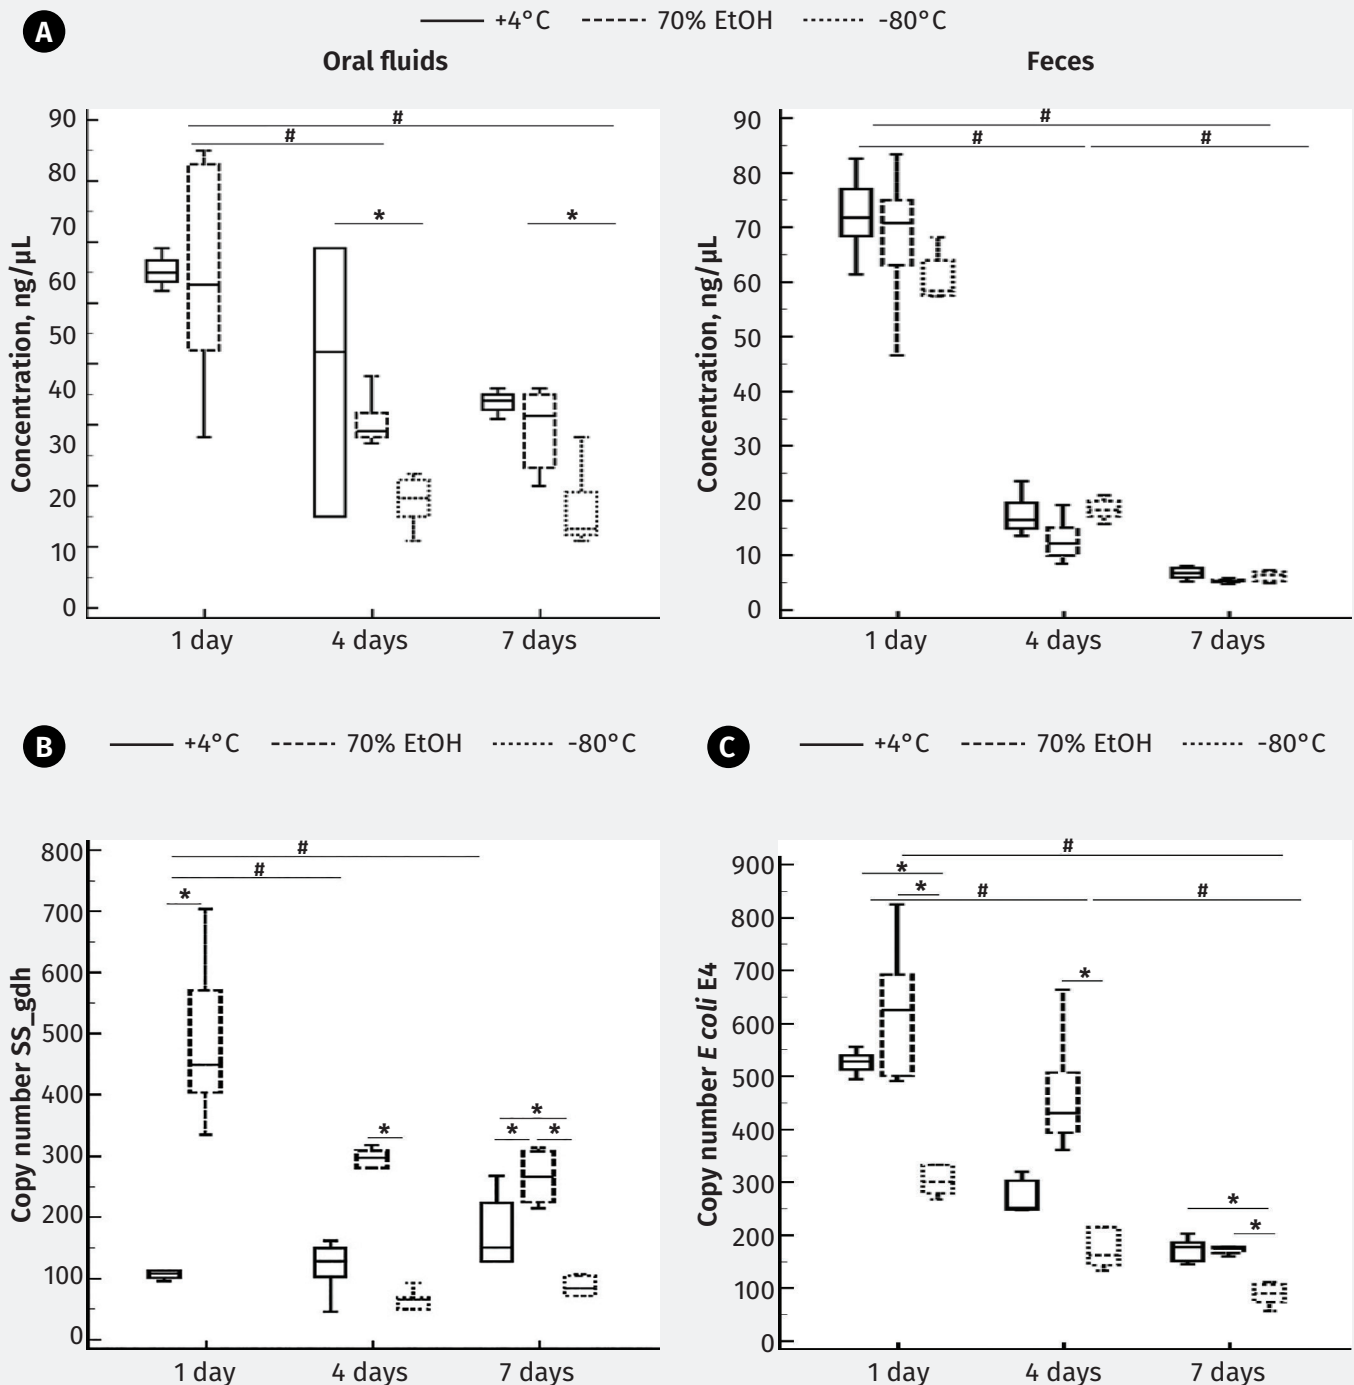 A
+4°C 70% EtOH -80°C
Oral fluids
Feces
Concentration, ng/µL
90
80
70
60
50
40
30
20
10
0
# #
* *
1 day 4 days 7 days
Concentration, ng/µL
90
80
70
60
50
40
30
20
10
0
# # #
1 day 4 days 7 days
B
+4°C 70% EtOH -80°C
Copy number SS_gdh
800
700
600
500
400
300
200
100
0
# #
* * * * *
1 day 4 days 7 days
C
+4°C 70% EtOH -80°C
Copy number E coli E4
900
800
700
600
500
400
300
200
100
0
# # #
* * * * *
1 day 4 days 7 days